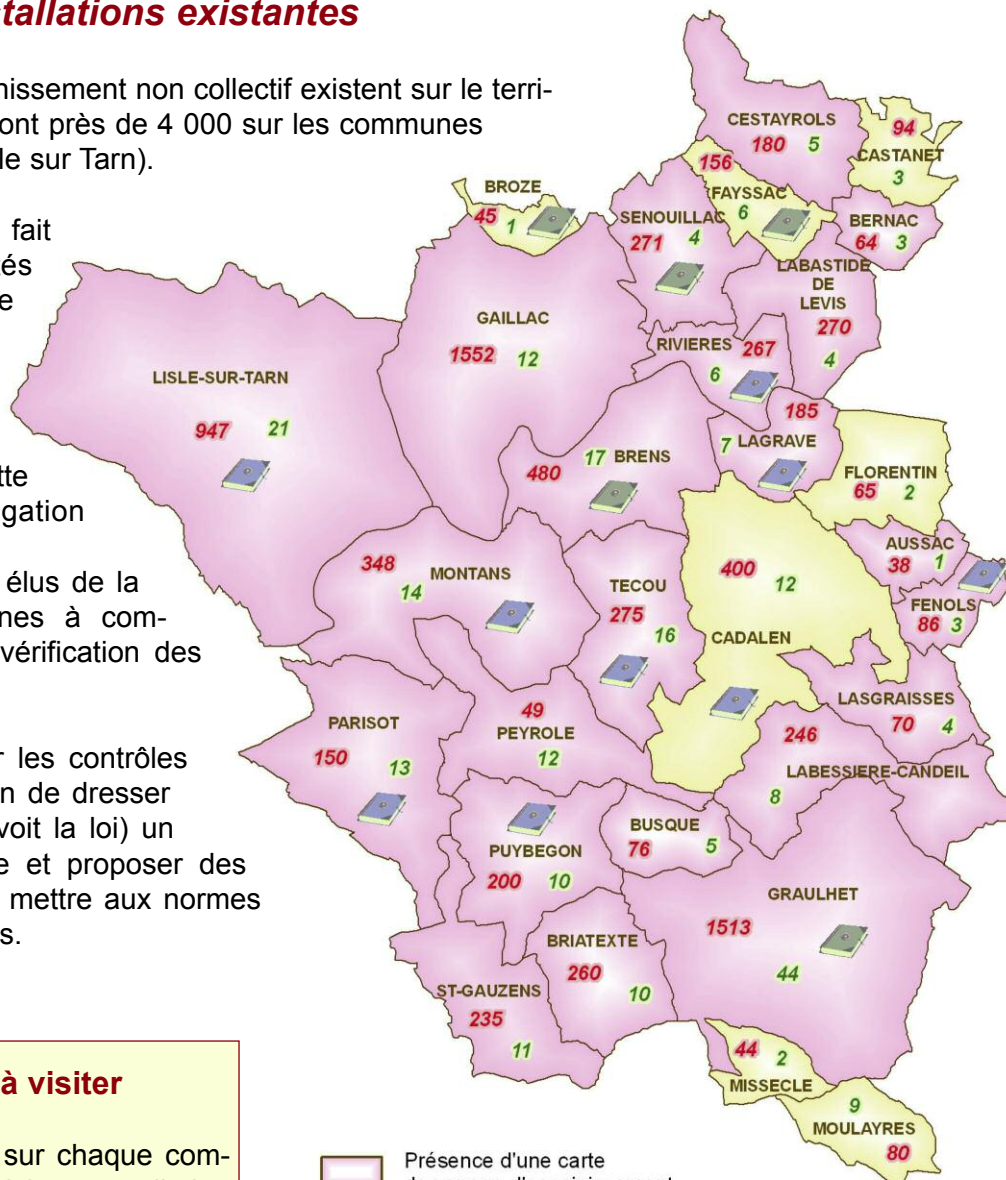 stallations existantes
nissement non collectif existent sur le terri-
ont près de 4 000 sur les communes
le sur Tarn).
fait
tés
e
tte
gation
élus de la
nes à com-
vérification des
r les contrôles
n de dresser
voit la loi) un
e et proposer des
mettre aux normes
s.
à visiter
sur chaque com-
CESTAYROLS
180 5
94
CASTANET
3
156
FAYSSAC
6
BROZE
45 1
SENOUILLAC
271 4
BERNAC
64 3
LABASTIDE
DE
LEVIS
270
4
GAILLAC
1552 12
RIVIERES 267
6
LISLE-SUR-TARN
947 21
185
7 LAGRAVE
480 17 BRENS
FLORENTIN
65 2
AUSSAC
38 1
348 MONTANS
14
TECOU
275
16
400 12
CADALEN
FENOLS
86 3
LASGRAISSES
70 4
PARISOT
150 13
49
PEYROLE
12
246
LABESSIERE-CANDEIL
8
PUYBEGON
200 10
BUSQUE
76 5
GRAULHET
1513
44
BRIATEXTE
260
10
ST-GAUZENS
235
11
44 2
MISSECLE
9
MOULAYRES
80
Présence d'une carte